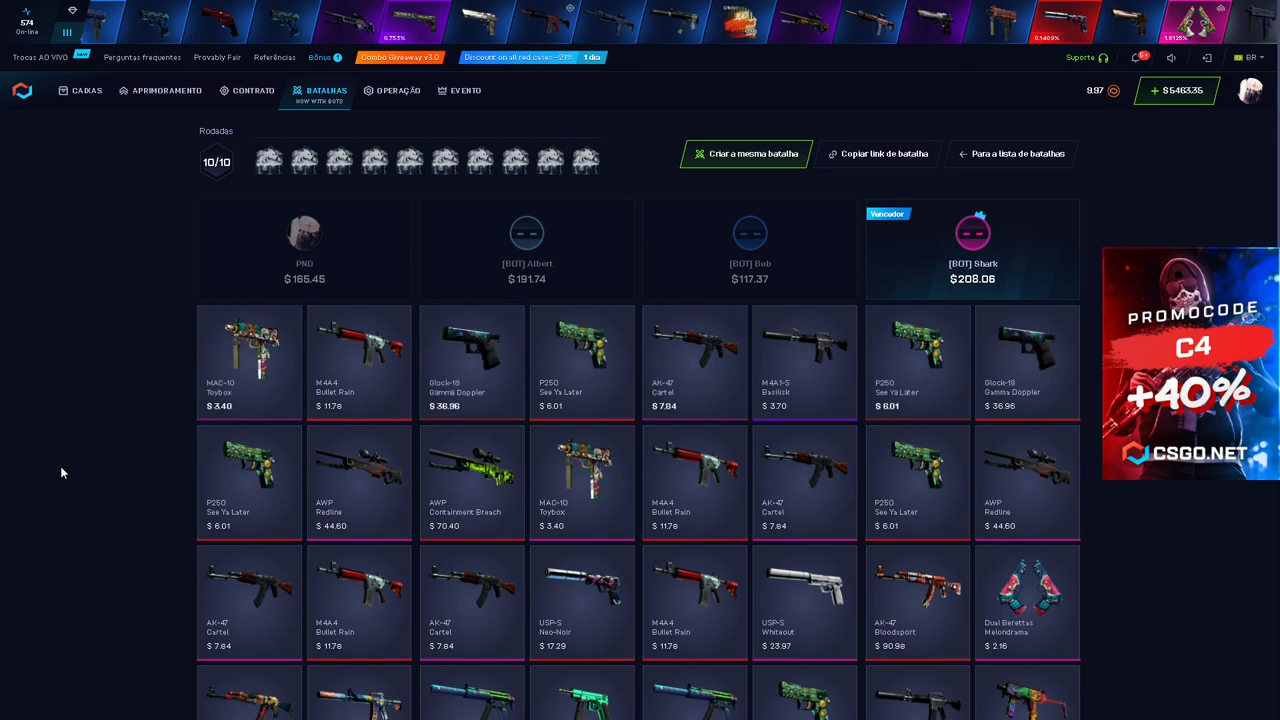 574
On-line
0.753%
0.1409%
1.6125%
Trocas AO VIVO
NEW
Perguntas frequentes
Provably Fair
Referências
Bônus
Combo Giveaway v3.0
Discount on all red cases -21%
1 dia
Suporte
5+
BR
CAIXAS
APRIMORAMENTO
CONTRATO
BATALHAS
NOW WITH BOTS
OPERAÇÃO
EVENTO
9.97
+ $ 5463.35
Rodadas
10/10
Criar a mesma batalha
Copiar link de batalha
Para a lista de batalhas
PND
$165.45
[BOT] Albert
$191.74
[BOT] Bob
$117.37
Vencedor
[BOT] Shark
$208.06
MAC-10
Toybox
$ 3.40
M4A4
Bullet Rain
$ 11.78
Glock-18
Gamma Doppler
$ 36.96
P250
See Ya Later
$ 6.01
AK-47
Cartel
$ 7.84
M4A1-S
Basilisk
$ 3.70
P250
See Ya Later
$ 6.01
Glock-18
Gamma Doppler
$ 36.96
P250
See Ya Later
$ 6.01
AWP
Redline
$ 44.60
AWP
Containment Breach
$ 70.40
MAC-10
Toybox
$ 3.40
M4A4
Bullet Rain
$ 11.78
AK-47
Cartel
$ 7.84
P250
See Ya Later
$ 6.01
AWP
Redline
$ 44.60
AK-47
Cartel
$ 7.84
M4A4
Bullet Rain
$ 11.78
AK-47
Cartel
$ 7.84
USP-S
Neo-Noir
$ 17.29
M4A4
Bullet Rain
$ 11.78
USP-S
Whiteout
$ 23.97
AK-47
Bloodsport
$ 90.98
Dual Berettas
Melondrama
$ 2.16
PROMOCODE
C4
+40%
CSGO.NET